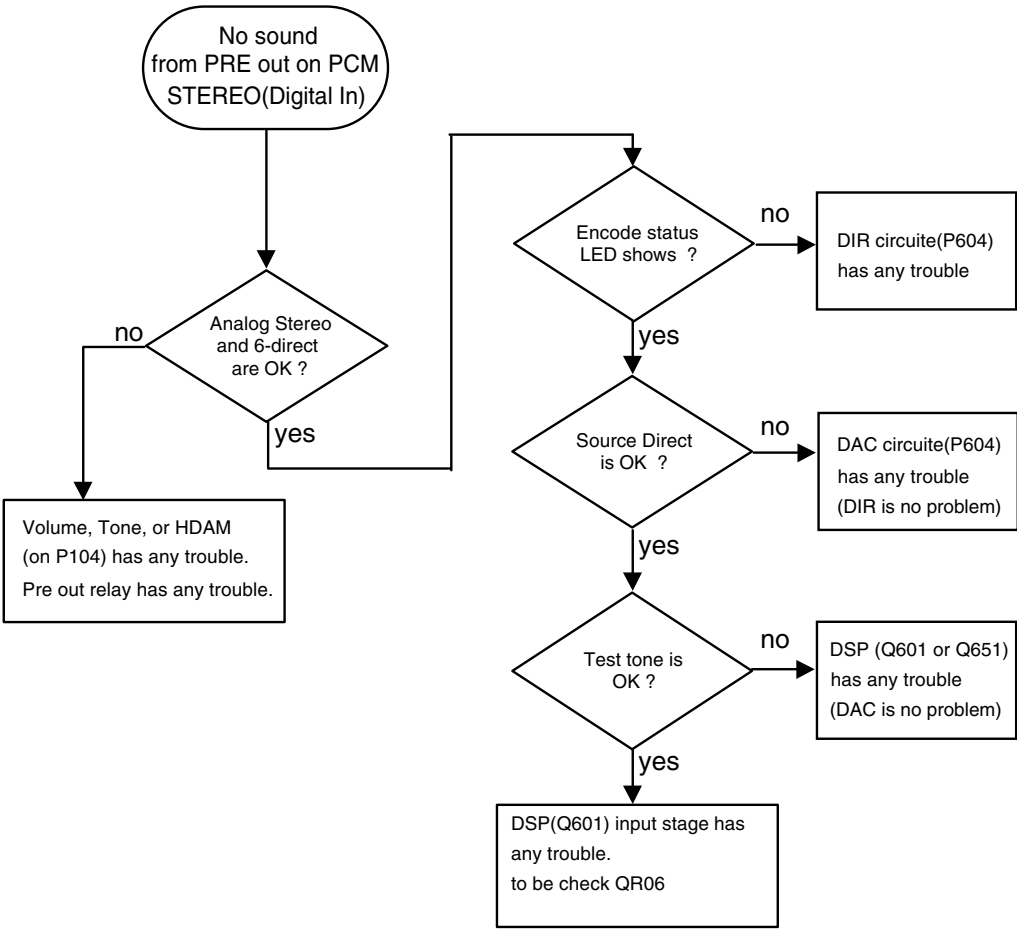 No sound
from PRE out on PCM
STEREO(Digital In)
Analog Stereo
and 6-direct
are OK ?
no
yes
Volume, Tone, or HDAM
(on P104) has any trouble.
Pre out relay has any trouble.
Encode status
LED shows ?
no
DIR circuite(P604)
has any trouble
yes
Source Direct
is OK ?
no
DAC circuite(P604)
has any trouble
(DIR is no problem)
yes
Test tone is
OK ?
no
DSP (Q601 or Q651)
has any trouble
(DAC is no problem)
yes
DSP(Q601) input stage has
any trouble.
to be check QR06